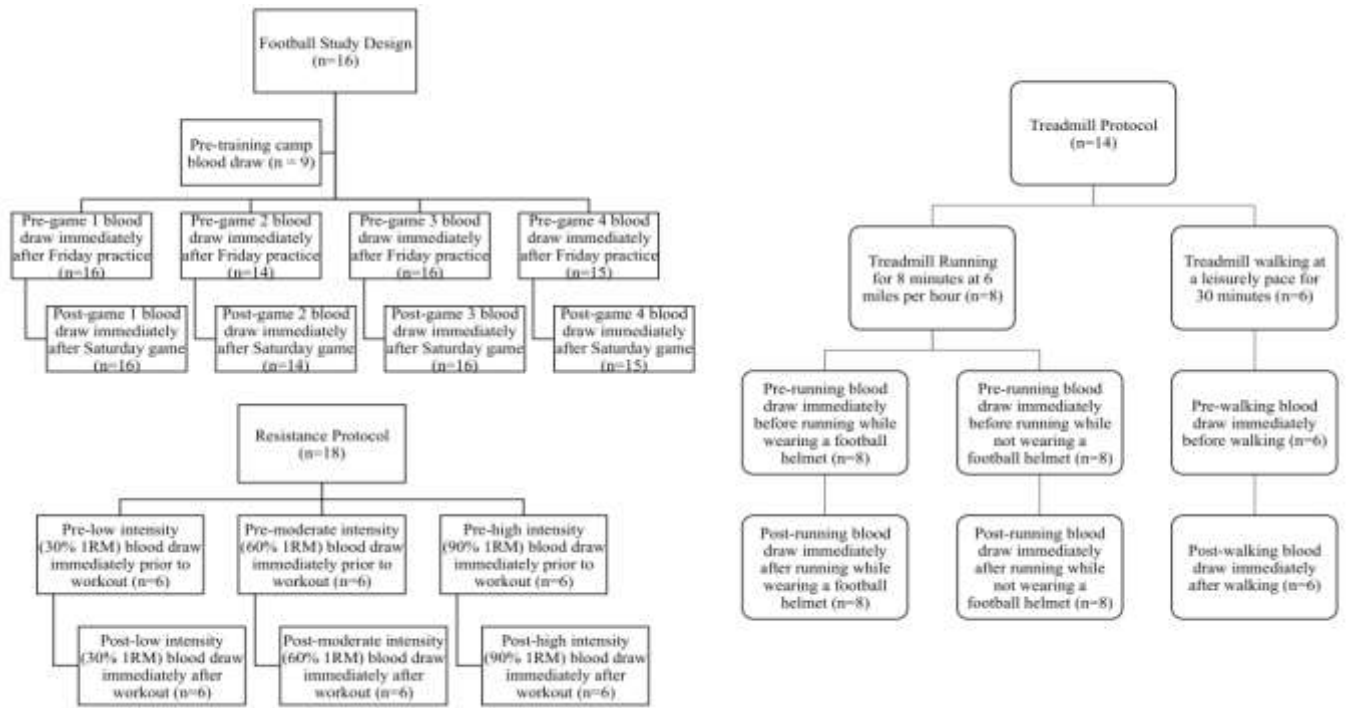 Football Study Design
(n=16)
Pre-training camp
blood draw (n = 9)
Pre-game 1 blood
draw immediately
after Friday practice
(n=16)
Pre-game 2 blood
draw immediately
after Friday practice
(n=14)
Pre-game 3 blood
draw immediately
after Friday practice
(n=16)
Pre-game 4 blood
draw immediately
after Friday practice
(n=15)
Post-game 1 blood
draw immediately
after Saturday game
(n=16)
Post-game 2 blood
draw immediately
after Saturday game
(n=14)
Post-game 3 blood
draw immediately
after Saturday game
(n=16)
Post-game 4 blood
draw immediately
after Saturday game
(n=15)
Resistance Protocol
(n=18)
Pre-low intensity
(30% 1RM) blood draw
immediately prior to
workout (n=6)
Pre-moderate intensity
(60% 1RM) blood draw
immediately prior to
workout (n=6)
Pre-high intensity
(90% 1RM) blood draw
immediately prior to
workout (n=6)
Post-low intensity
(30% 1RM) blood draw
immediately after
workout (n=6)
Post-moderate intensity
(60% 1RM) blood draw
immediately after
workout (n=6)
Post-high intensity
(90% 1RM) blood draw
immediately after
workout (n=6)
Treadmill Protocol
(n=14)
Treadmill Running
for 8 minutes at 6
miles per hour (n=8)
Treadmill walking at
a leisurely pace for
30 minutes (n=6)
Pre-running blood
draw immediately
before running while
wearing a football
helmet (n=8)
Pre-running blood
draw immediately
before running while
not wearing a
football helmet (n=8)
Pre-walking blood
draw immediately
before walking (n=6)
Post-running blood
draw immediately
after running while
wearing a football
helmet (n=8)
Post-running blood
draw immediately
after running while
not wearing a
football helmet (n=8)
Post-walking blood
draw immediately
after walking (n=6)